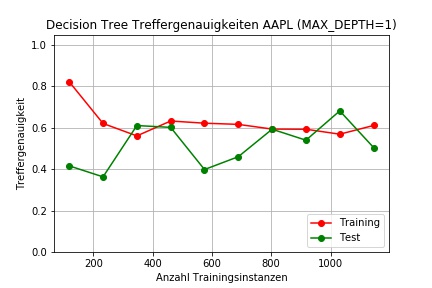 Decision Tree Treffergenauigkeiten AAPL (MAX_DEPTH=1)
1.0
0.8
0.6
0.4
0.2
0.0
Treffergenauigkeit
200
400
600
800
1000
Anzahl Trainingsinstanzen
Training
Test